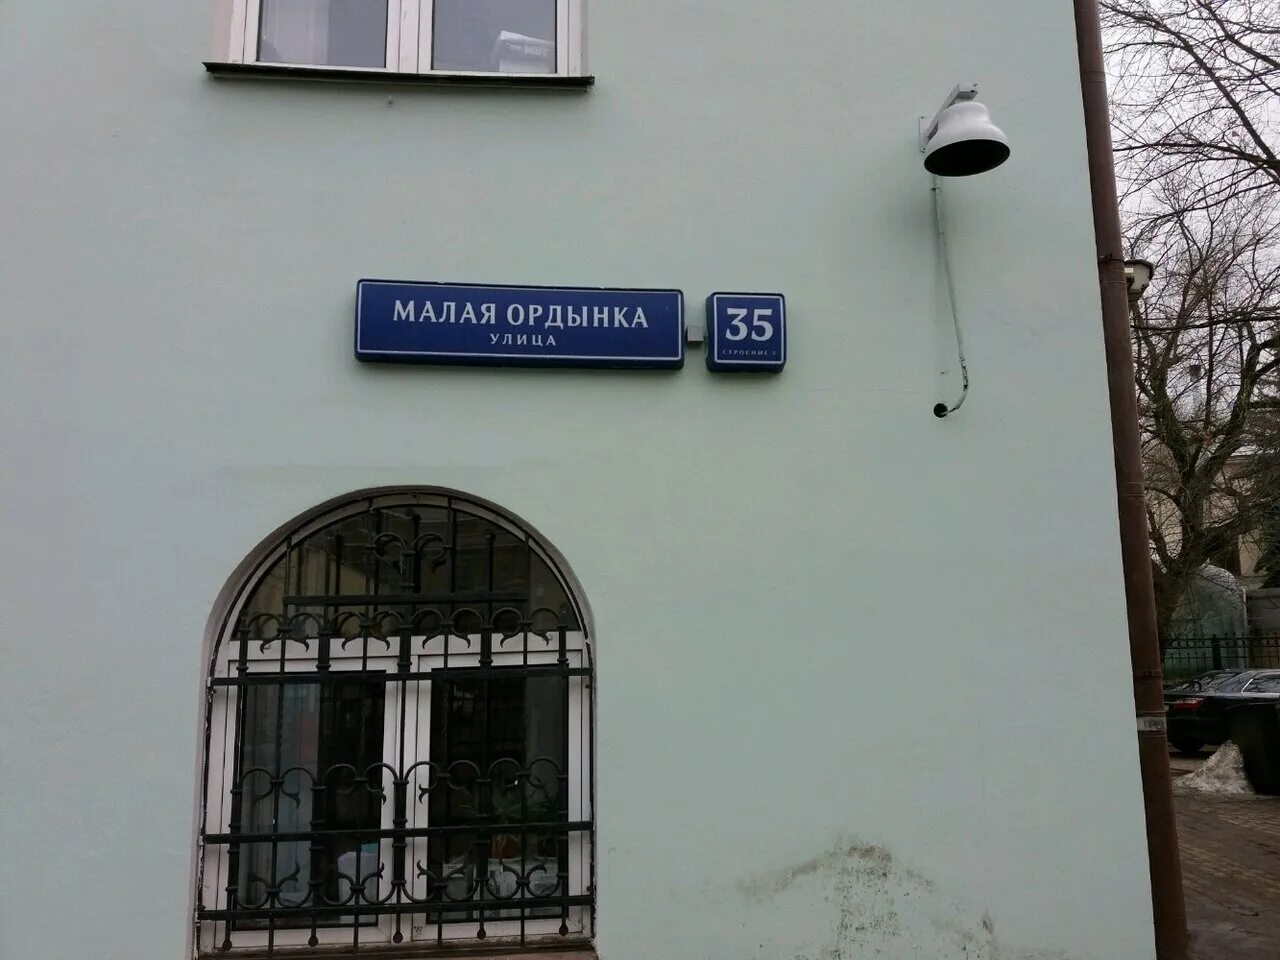 МАЛАЯ ОРДЫНКА
УЛИЦА
35
СТРОЕНИЕ 3